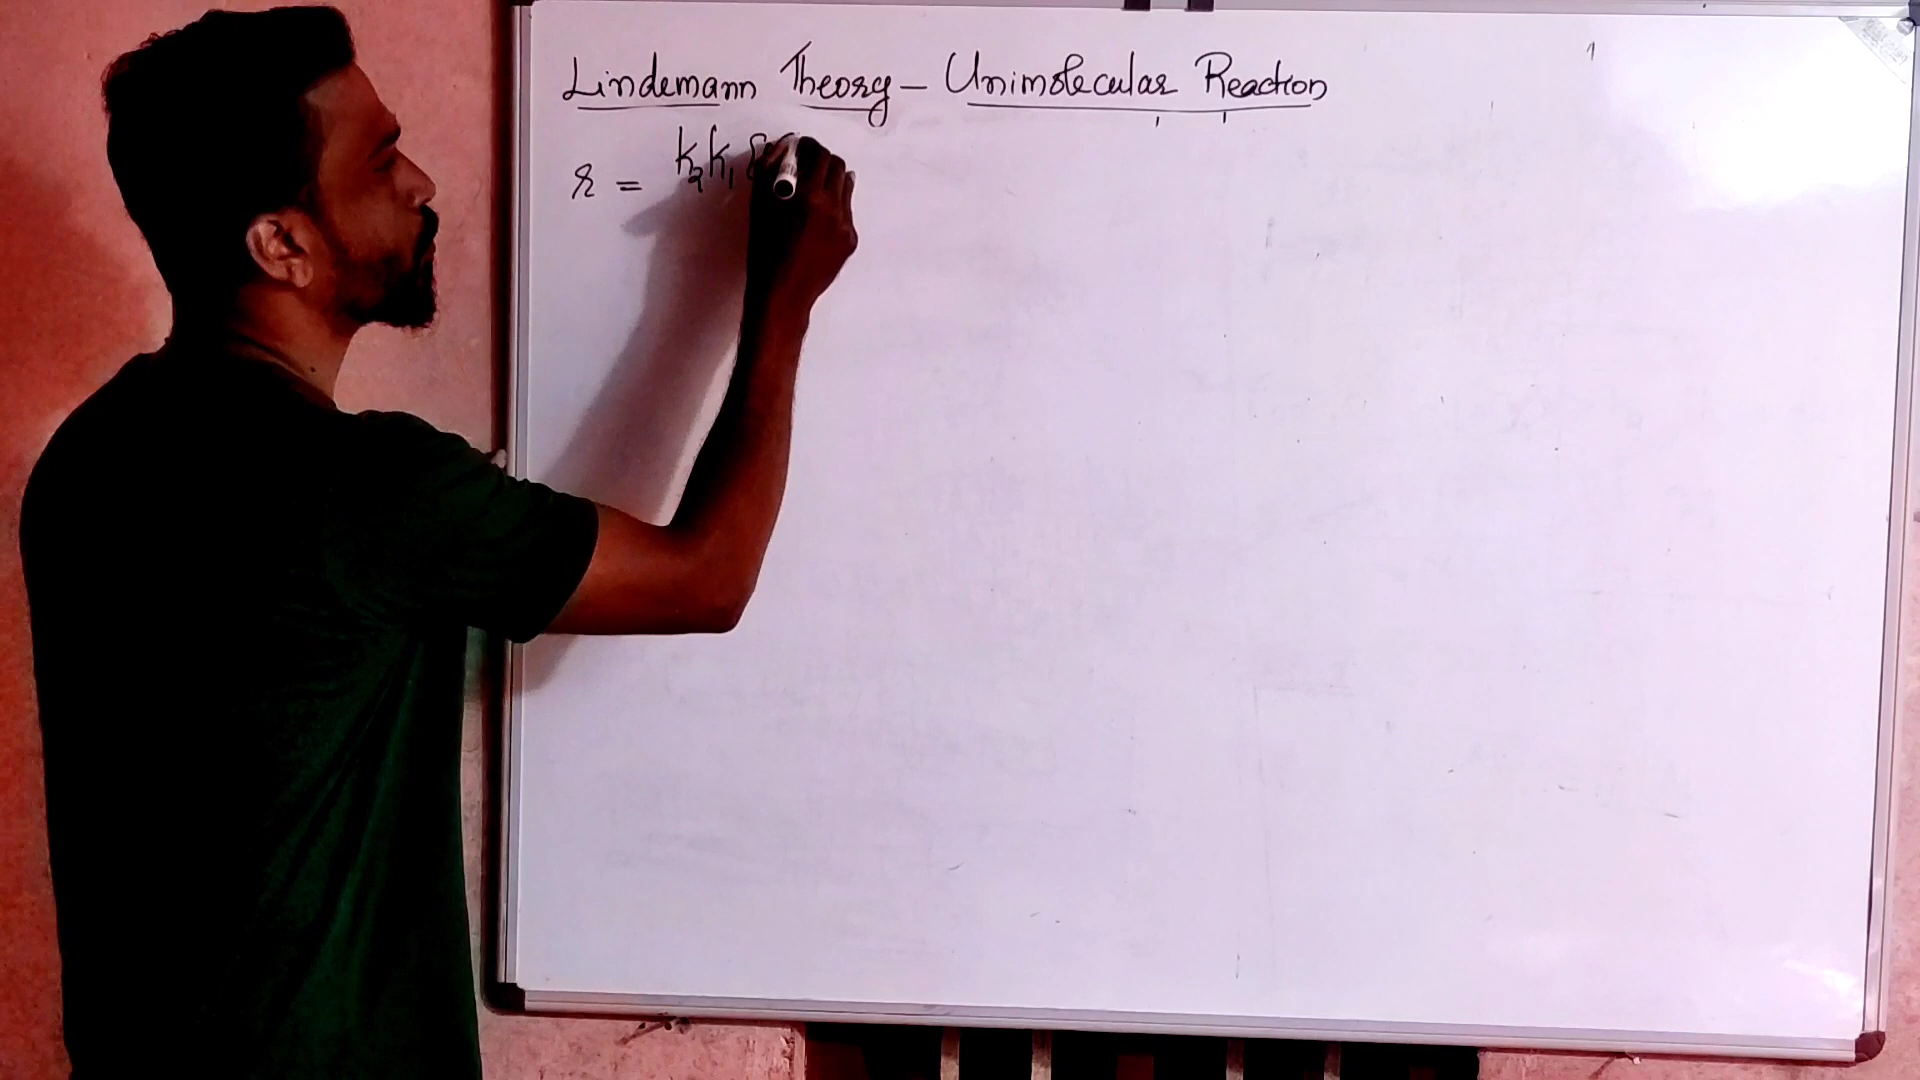 Lindemann Theory – Unimolecular Reaction
r = k₂k₁